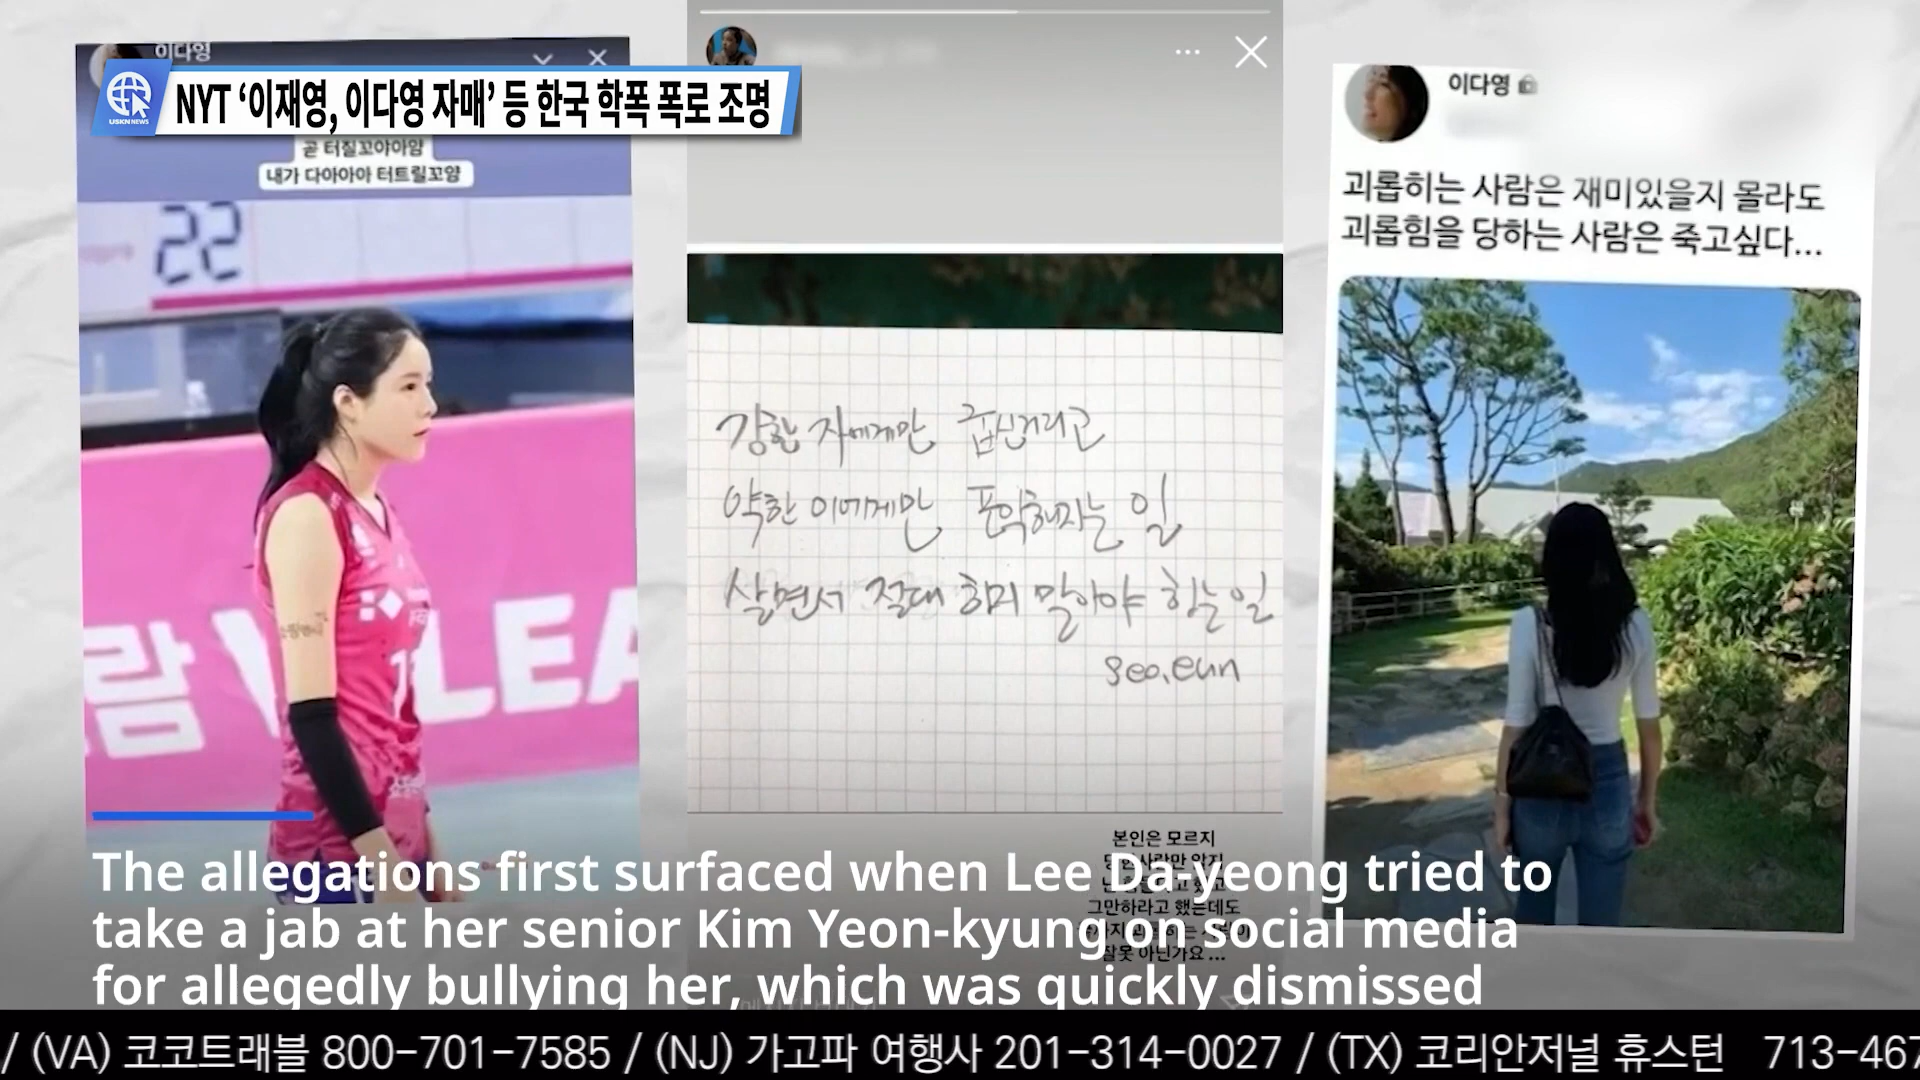 이다영
USKN NEWS
NYT ‘이재영, 이다영 자매’ 등 한국 학폭 폭로 조명
곧 터질꼬야아얌
내가 다아아아 터트릴꼬얌
22
람 V LEA
강한 자에게만 굽신거리고
약한 이에게만 포악해지는 일
살면서 절대 하지 말아야 할 일
seo.eun
본인은 모르지
그만하라고 했는데도
잘못 아닌가요...
이다영
괴롭히는 사람은 재미있을지 몰라도
괴롭힘을 당하는 사람은 죽고싶다...
The allegations first surfaced when Lee Da-yeong tried to
take a jab at her senior Kim Yeon-kyung on social media
for allegedly bullying her, which was quickly dismissed
/ (VA) 코코트래블 800-701-7585 / (NJ) 가고파 여행사 201-314-0027 / (TX) 코리안저널 휴스턴 713-467